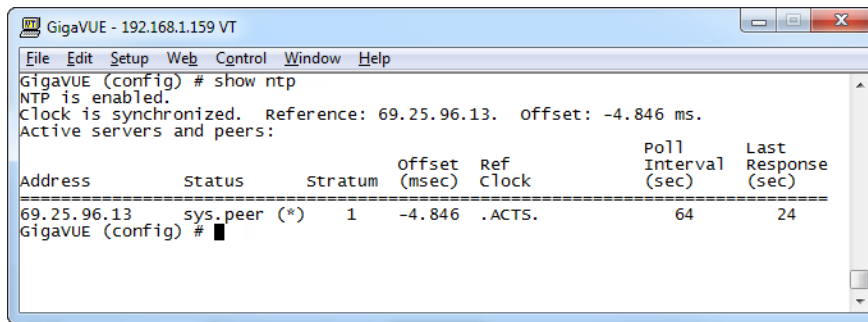 GigaVUE - 192.168.1.159 VT
File Edit Setup Web Control Window Help
GigaVUE (config) # show ntp
NTP is enabled.
Clock is synchronized.  Reference: 69.25.96.13.  Offset: -4.846 ms.
Active servers and peers:
Poll Last
Offset Ref Interval Response
Address Status Stratum (msec) Clock (sec) (sec)
================================================================================
69.25.96.13 sys.peer (*) 1 -4.846 .ACTS. 64 24
GigaVUE (config) #